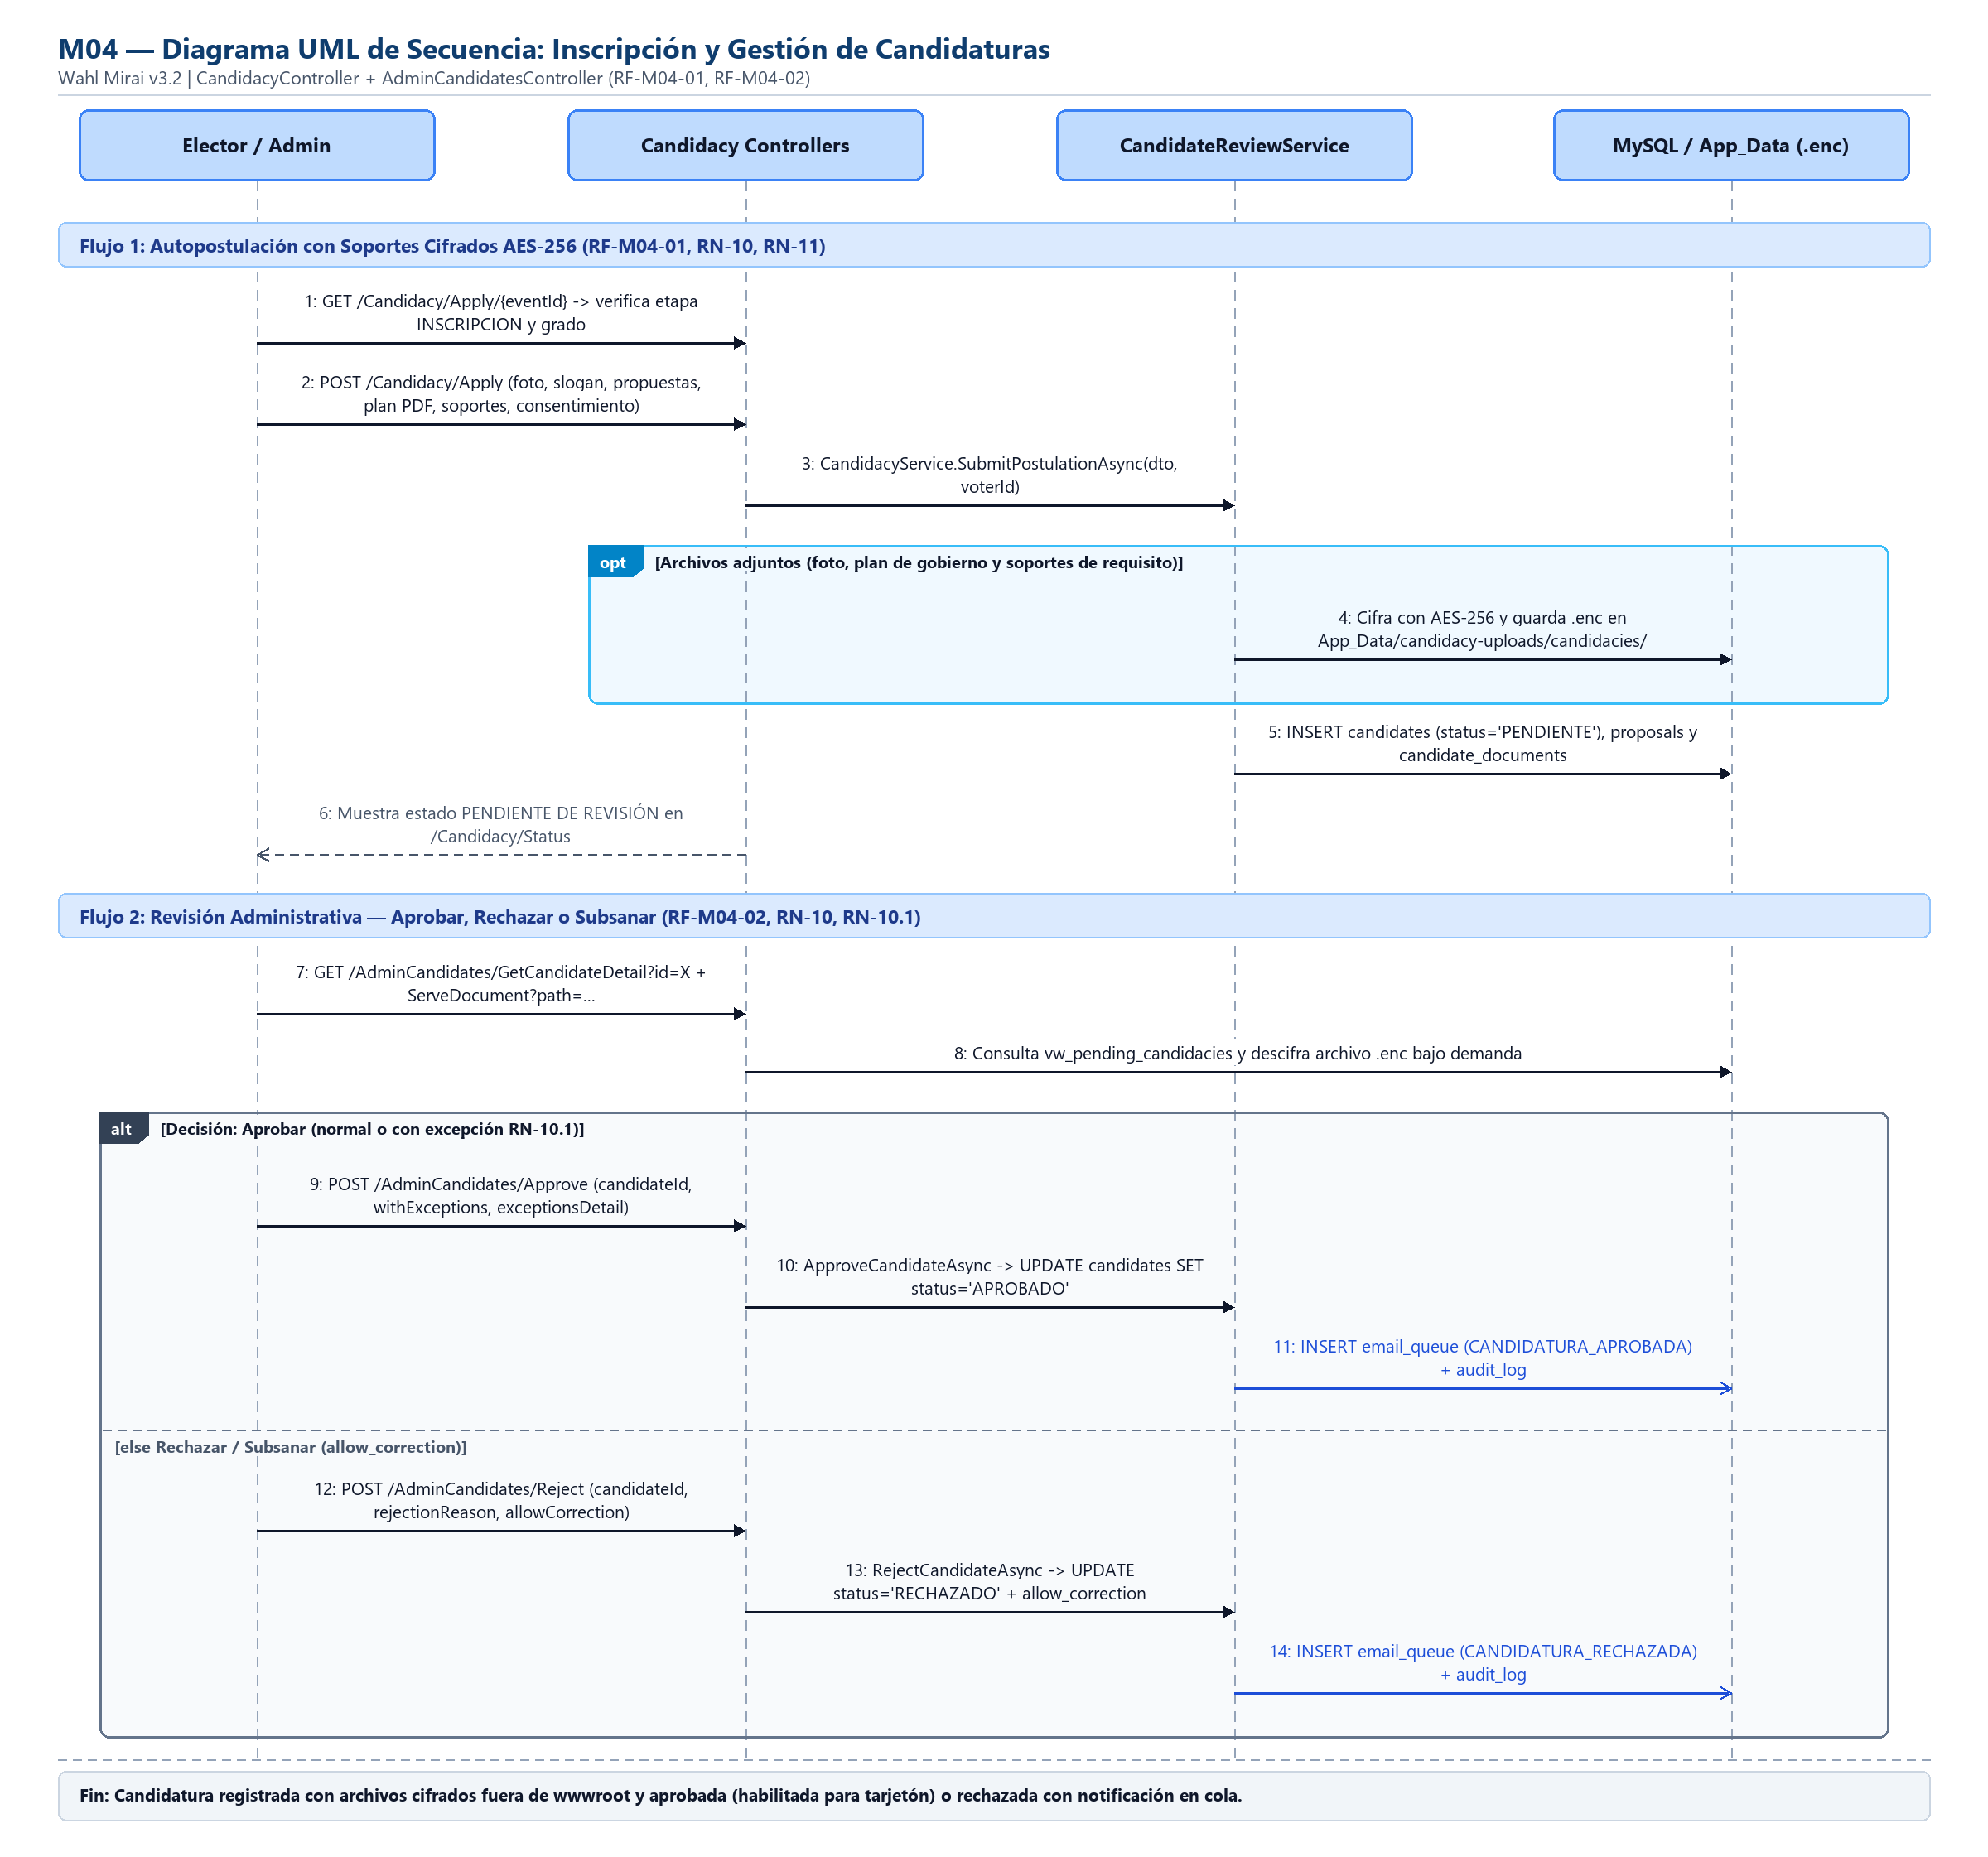 M04 — Diagrama UML de Secuencia: Inscripción y Gestión de Candidaturas
Wahl Mirai v3.2 | CandidacyController + AdminCandidatesController (RF-M04-01, RF-M04-02)
Elector / Admin
Candidacy Controllers
CandidateReviewService
MySQL / App_Data (.enc)
Flujo 1: Autopostulación con Soportes Cifrados AES-256 (RF-M04-01, RN-10, RN-11)
1: GET /Candidacy/Apply/{eventId} -> verifica etapa
INSCRIPCION y grado
2: POST /Candidacy/Apply (foto, slogan, propuestas,
plan PDF, soportes, consentimiento)
3: CandidacyService.SubmitPostulationAsync(dto,
voterId)
opt
[Archivos adjuntos (foto, plan de gobierno y soportes de requisito)]
4: Cifra con AES-256 y guarda .enc en
App_Data/candidacy-uploads/candidacies/
5: INSERT candidates (status='PENDIENTE'), proposals y
candidate_documents
6: Muestra estado PENDIENTE DE REVISIÓN en
/Candidacy/Status
Flujo 2: Revisión Administrativa — Aprobar, Rechazar o Subsanar (RF-M04-02, RN-10, RN-10.1)
7: GET /AdminCandidates/GetCandidateDetail?id=X +
ServeDocument?path=...
8: Consulta vw_pending_candidacies y descifra archivo .enc bajo demanda
alt
[Decisión: Aprobar (normal o con excepción RN-10.1)]
9: POST /AdminCandidates/Approve (candidateId,
withExceptions, exceptionsDetail)
10: ApproveCandidateAsync -> UPDATE candidates SET
status='APROBADO'
11: INSERT email_queue (CANDIDATURA_APROBADA)
+ audit_log
[else Rechazar / Subsanar (allow_correction)]
12: POST /AdminCandidates/Reject (candidateId,
rejectionReason, allowCorrection)
13: RejectCandidateAsync -> UPDATE
status='RECHAZADO' + allow_correction
14: INSERT email_queue (CANDIDATURA_RECHAZADA)
+ audit_log
Fin: Candidatura registrada con archivos cifrados fuera de wwwroot y aprobada (habilitada para tarjetón) o rechazada con notificación en cola.